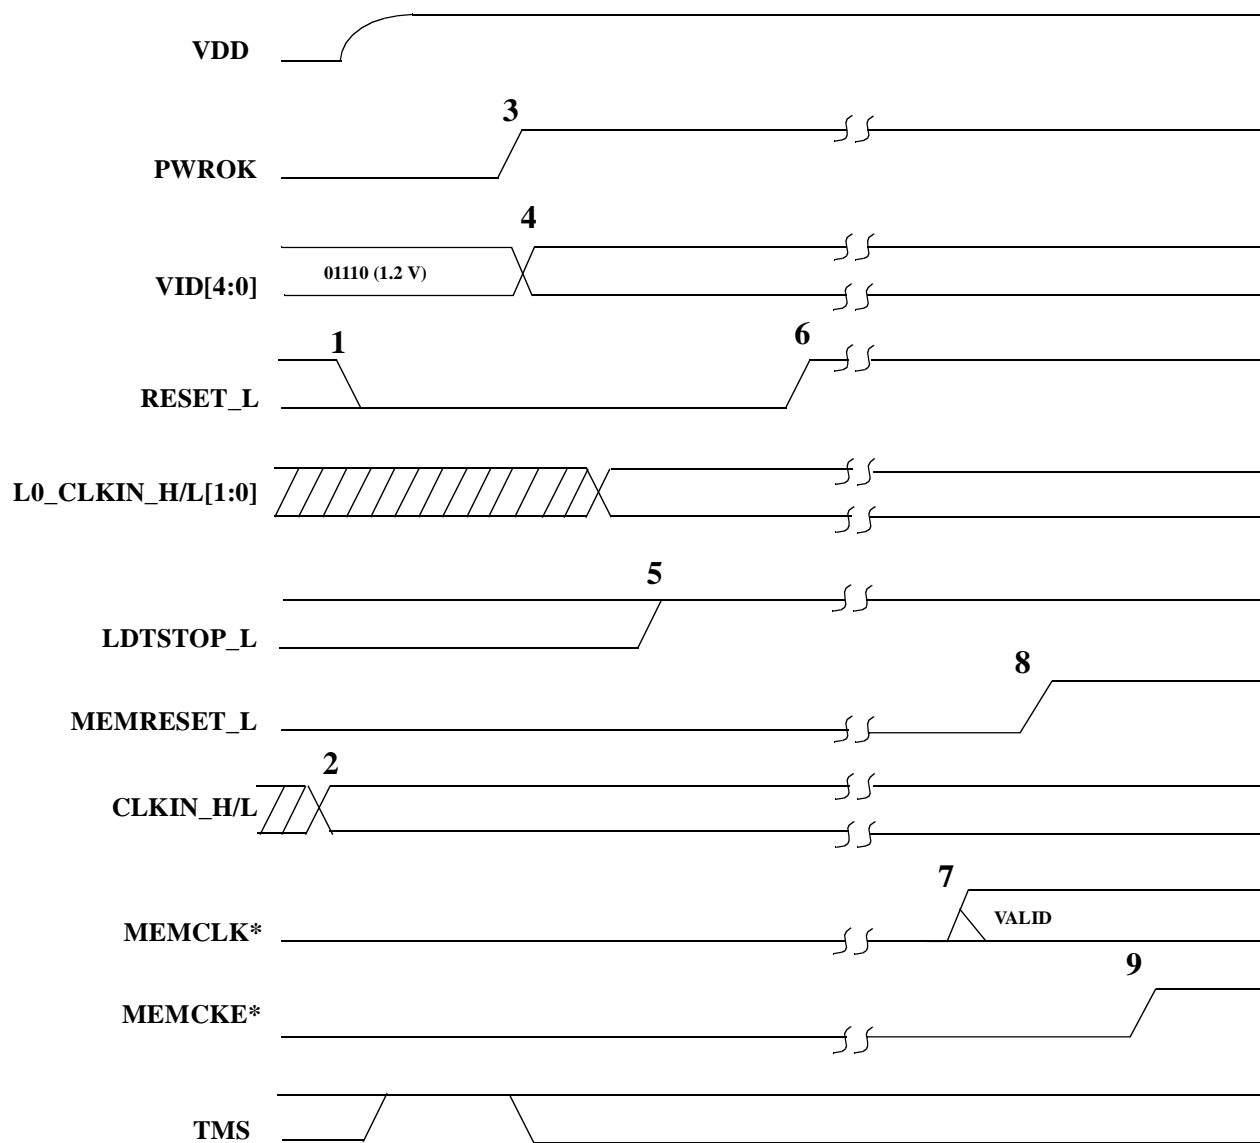 VDD
3
PWROK
4
VID[4:0]
01110 (1.2 V)
1
6
RESET_L
L0_CLKIN_H/L[1:0]
5
LDTSTOP_L
8
MEMRESET_L
2
CLKIN_H/L
7
MEMCLK*
VALID
9
MEMCKE*
TMS